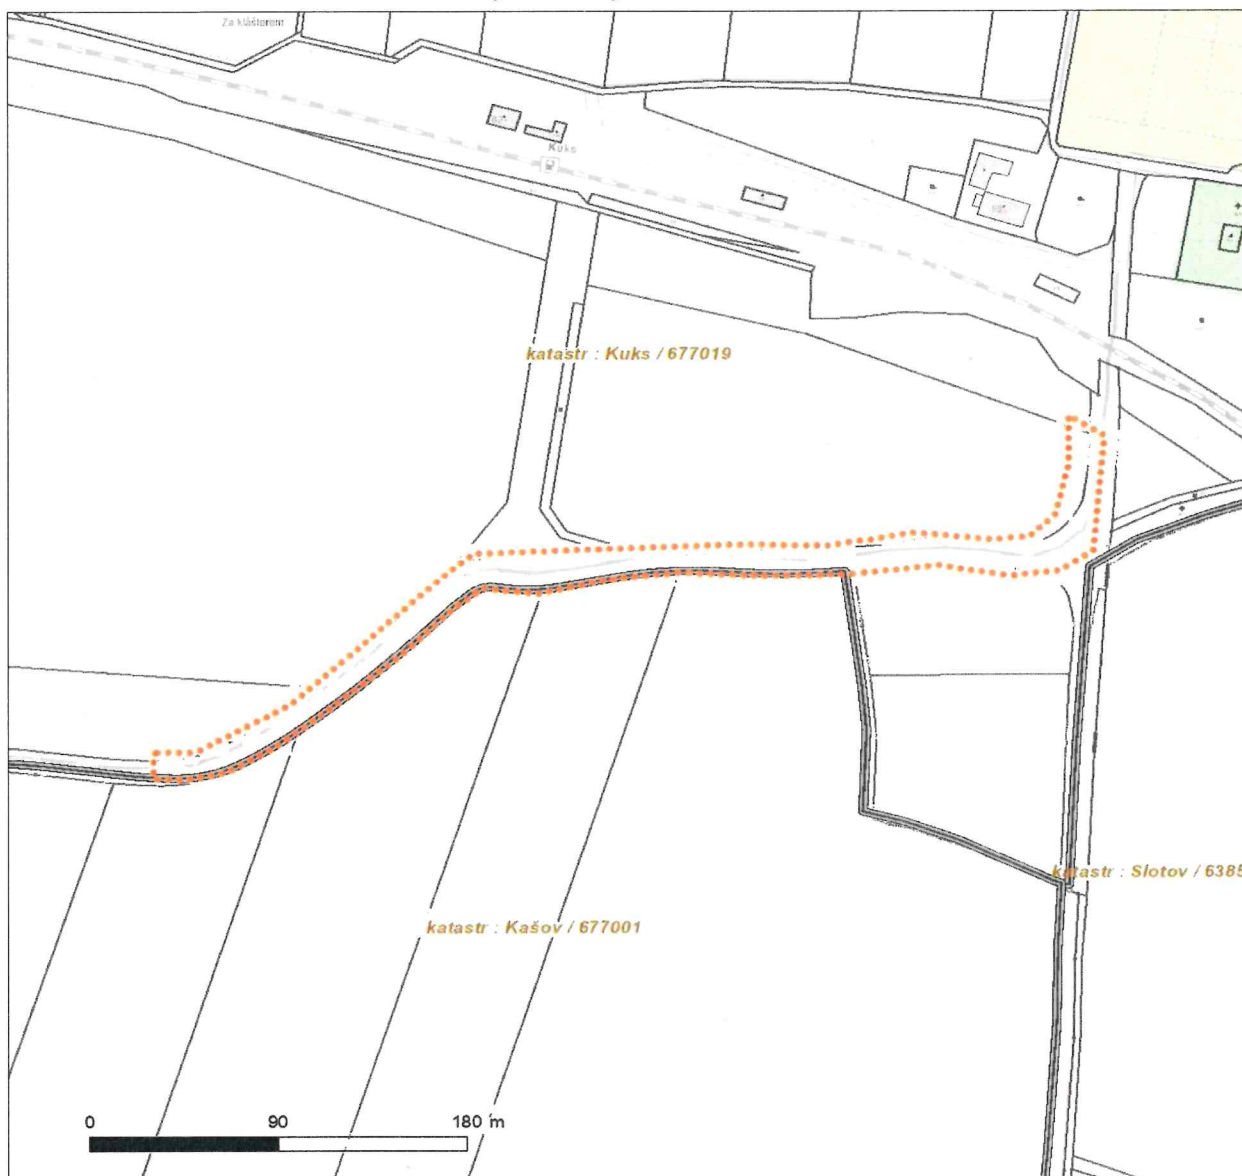 Za klášterem
Kuks
katastr : Kuks / 677019
katastr : Slotov / 6385
katastr : Kašov / 677001
0 90 180 m